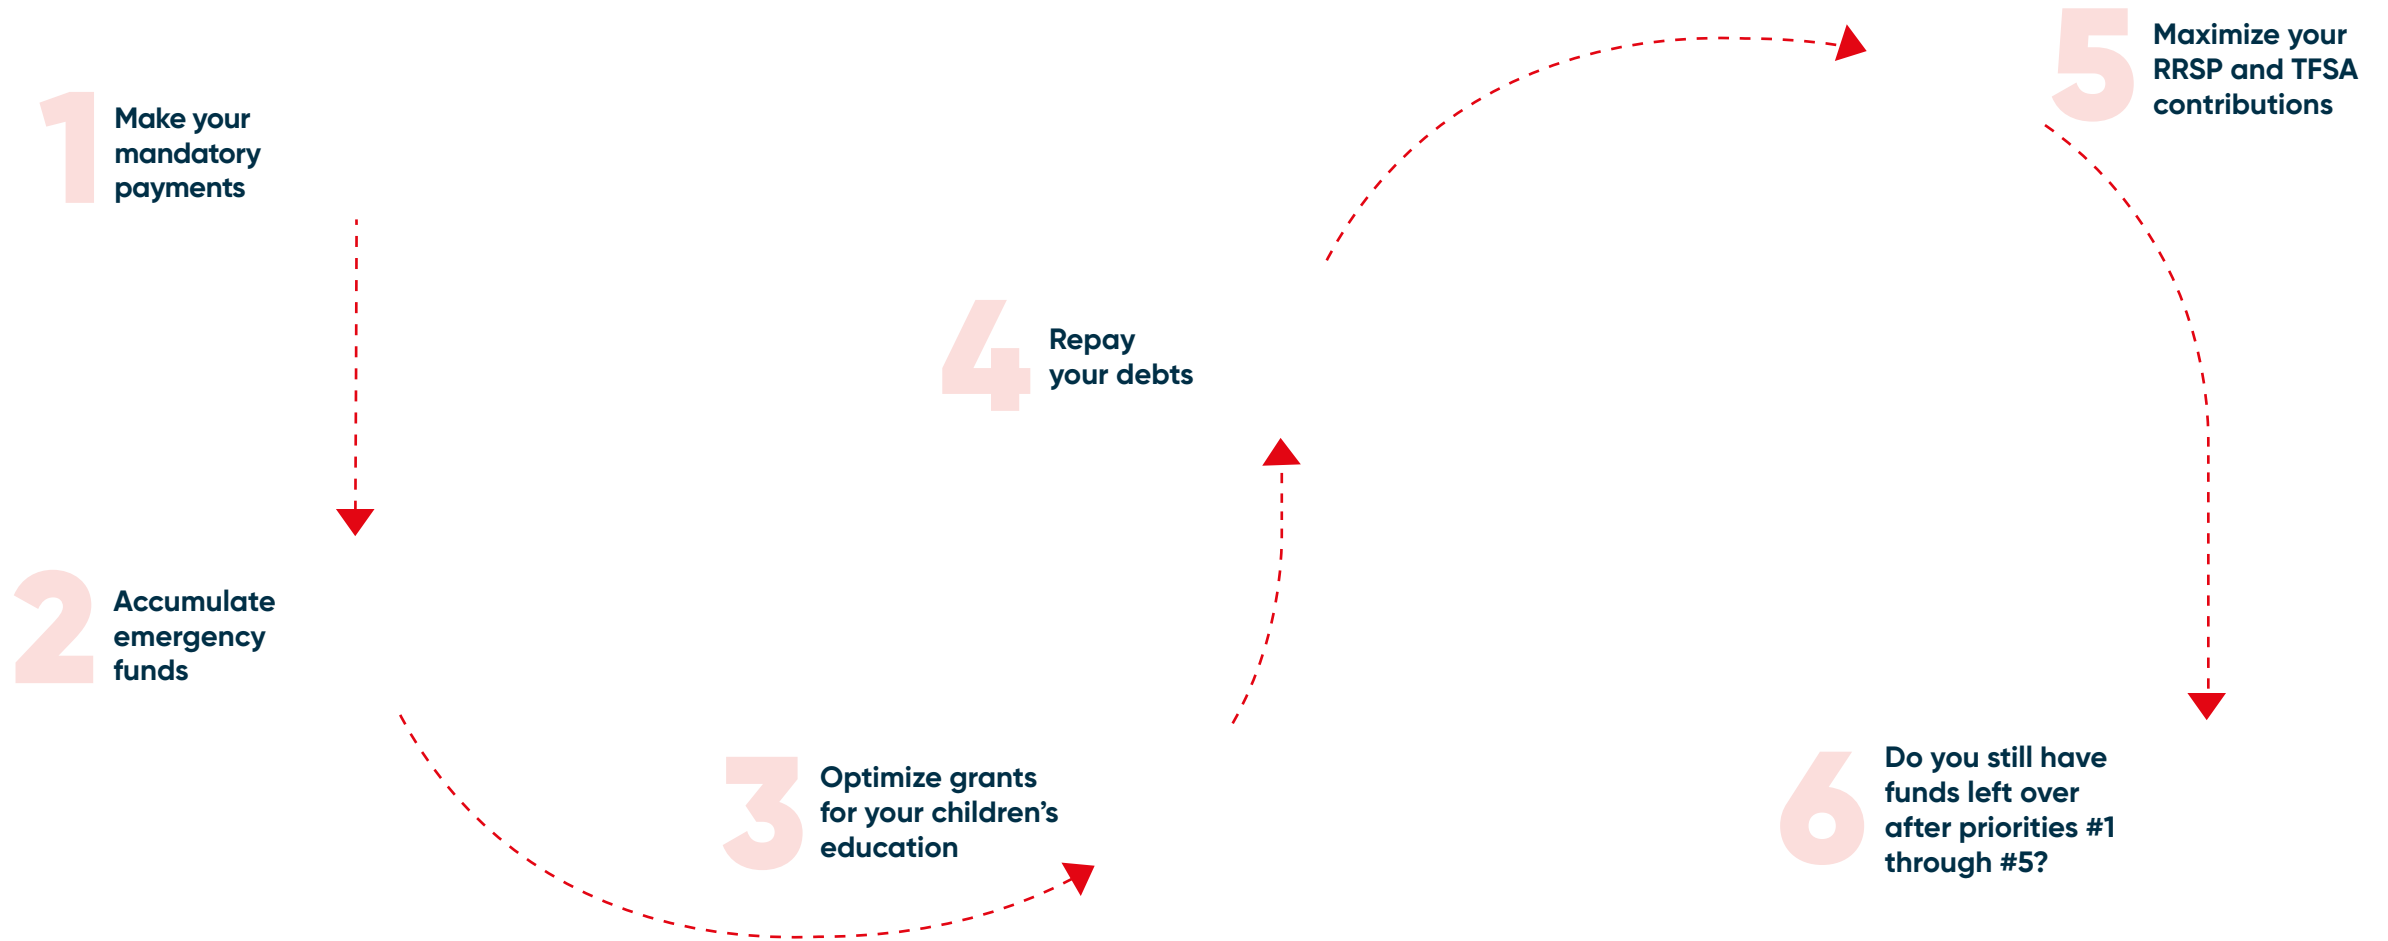 1
Make your
mandatory
payments
2
Accumulate
emergency
funds
3
Optimize grants
for your children’s
education
4
Repay
your debts
5
Maximize your
RRSP and TFSA
contributions
6
Do you still have
funds left over
after priorities #1
through #5?